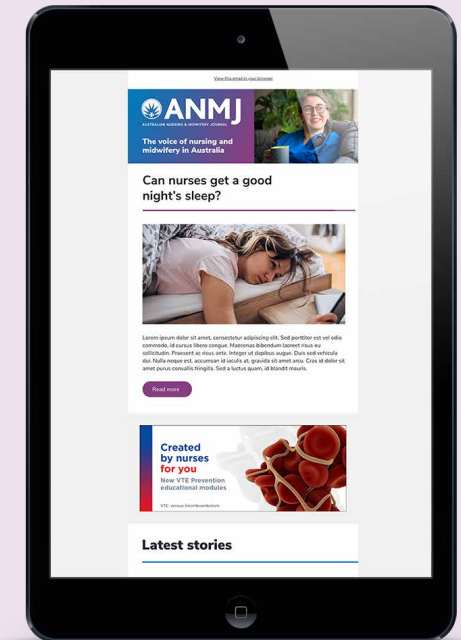 View this email in your browser
ANMJ
AUSTRALIAN NURSING & MIDWIFERY JOURNAL
The voice of nursing and
midwifery in Australia
Can nurses get a good
night's sleep?
Lorem ipsum dolor sit amet, consectetur adipiscing elit. Sed porttitor est vel odio
commodo, id cursus libero congue. Maecenas bibendum laoreet risus eu
sollicitudin. Praesent ac risus ante. Integer ut dapibus augue. Duis sed vehicula
dui. Nulla neque est, accumsan id iaculis at, gravida sit amet arcu. Cras id dolor sit
amet purus convallis fringilla. Sed a luctus quam, id blandit mauris.
Read more
Created
by nurses
for you
New VTE Prevention
educational modules
VTE: venous thromboembolism
Latest stories